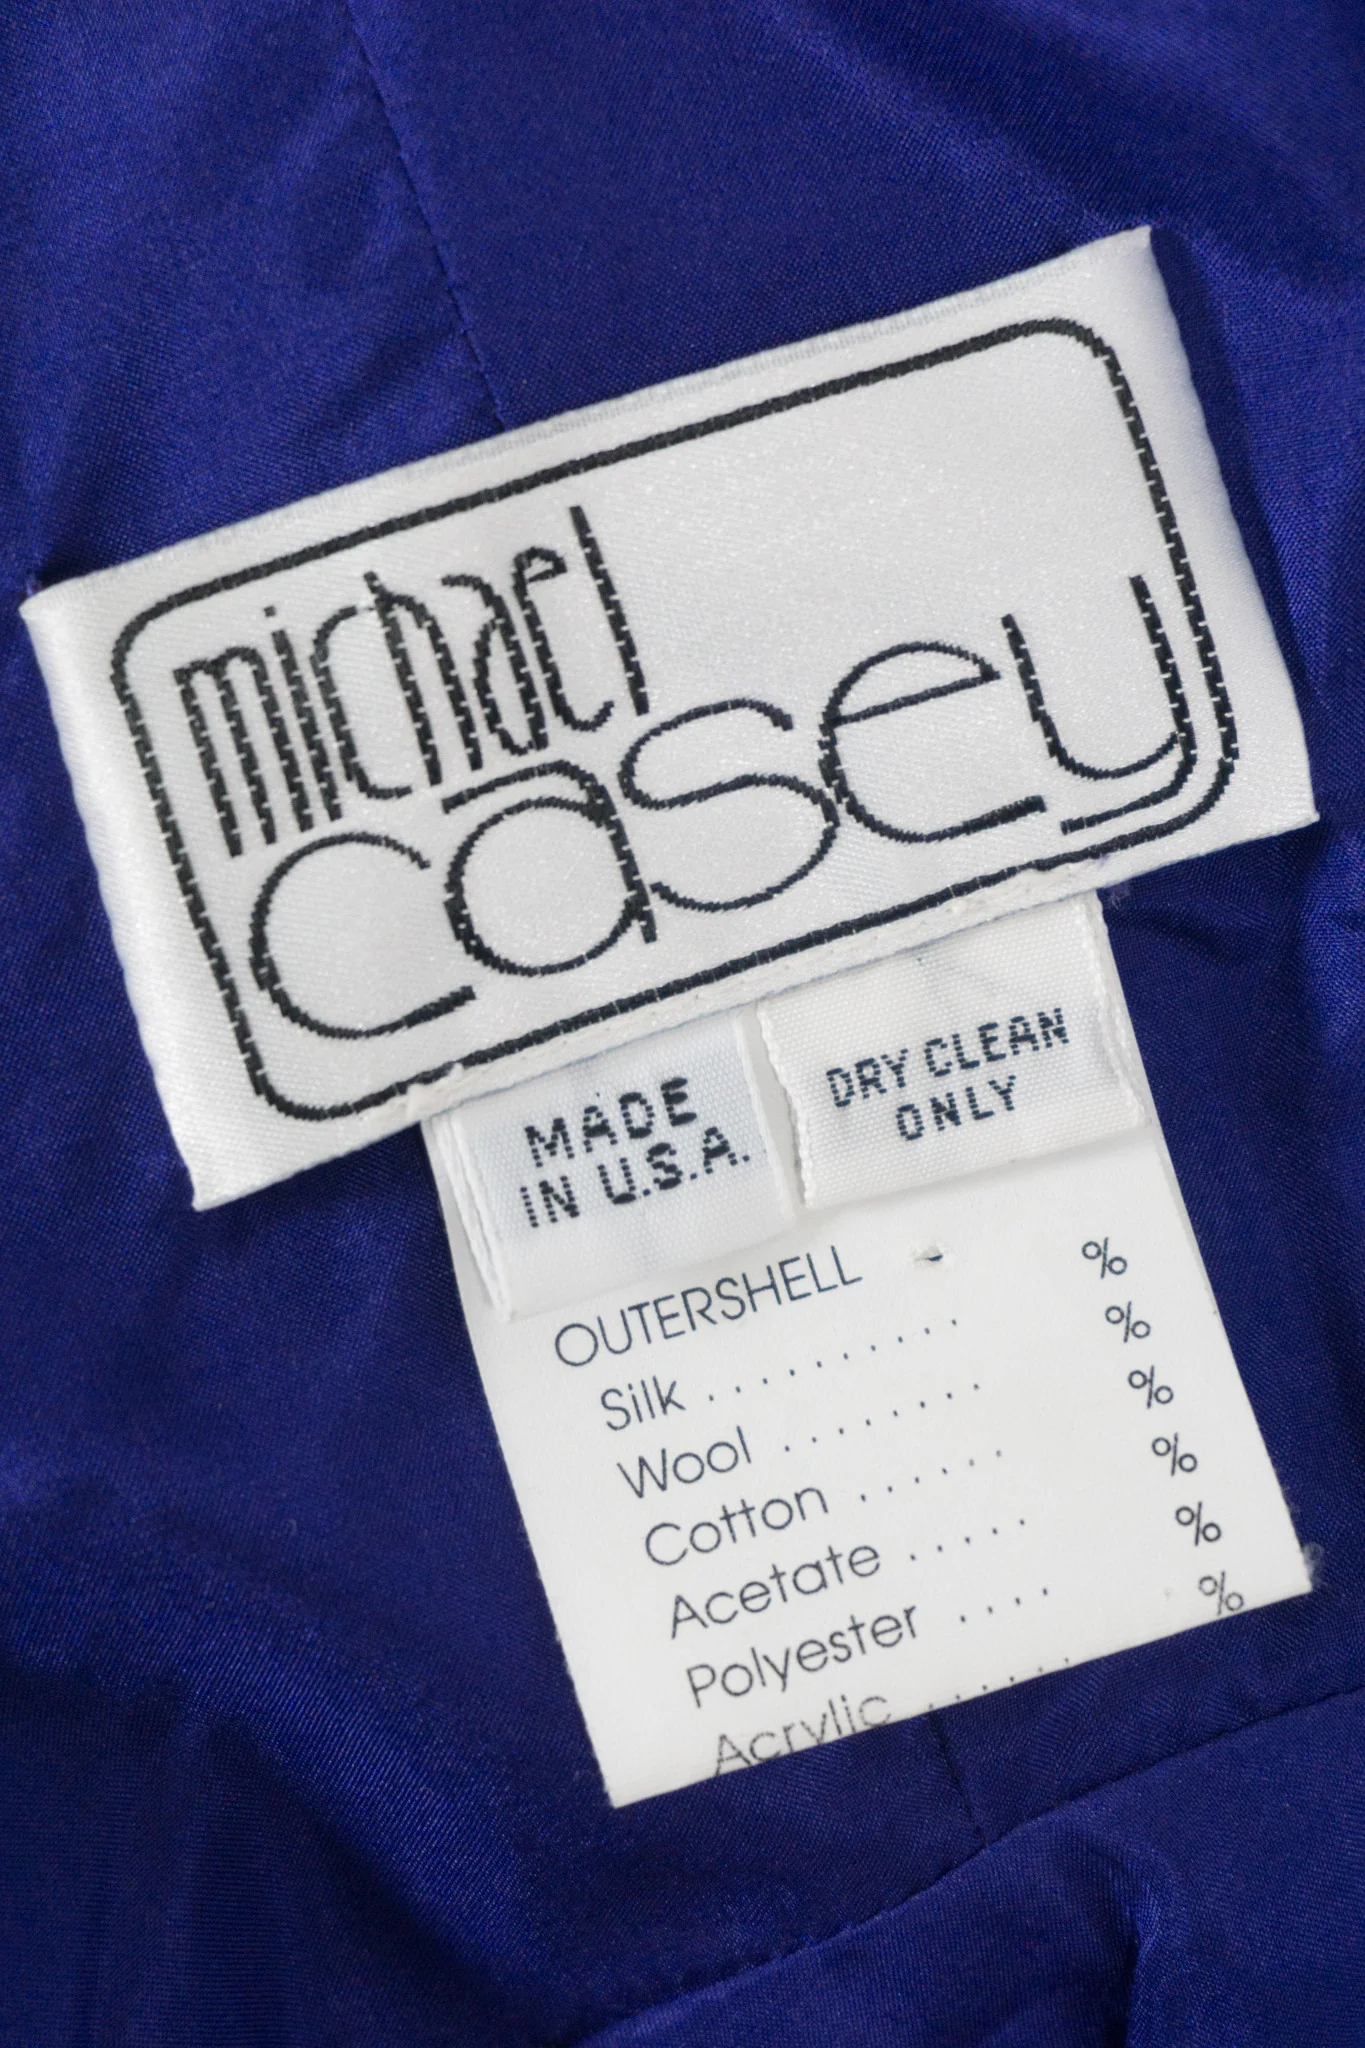 michael
casey
MADE
IN U.S.A.
DRY CLEAN
ONLY
OUTERSHELL %
Silk . . . . . . . . . . %
Wool . . . . . . . . %
Cotton . . . . . . %
Acetate . . . . . %
Polyester . . . . %
Acrylic . . . . . .